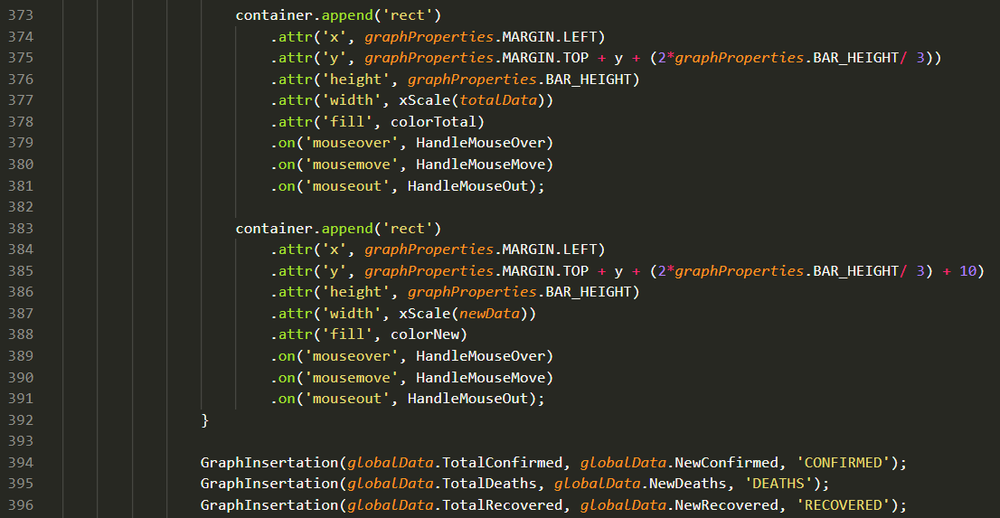 373 container.append('rect')
374 .attr('x', graphProperties.MARGIN.LEFT)
375 .attr('y', graphProperties.MARGIN.TOP + y + (2*graphProperties.BAR_HEIGHT/ 3))
376 .attr('height', graphProperties.BAR_HEIGHT)
377 .attr('width', xScale(totalData))
378 .attr('fill', colorTotal)
379 .on('mouseover', HandleMouseOver)
380 .on('mousemove', HandleMouseMove)
381 .on('mouseout', HandleMouseOut);
382
383 container.append('rect')
384 .attr('x', graphProperties.MARGIN.LEFT)
385 .attr('y', graphProperties.MARGIN.TOP + y + (2*graphProperties.BAR_HEIGHT/ 3) + 10)
386 .attr('height', graphProperties.BAR_HEIGHT)
387 .attr('width', xScale(newData))
388 .attr('fill', colorNew)
389 .on('mouseover', HandleMouseOver)
390 .on('mousemove', HandleMouseMove)
391 .on('mouseout', HandleMouseOut);
392 }
393
394 GraphInsertation(globalData.TotalConfirmed, globalData.NewConfirmed, 'CONFIRMED');
395 GraphInsertation(globalData.TotalDeaths, globalData.NewDeaths, 'DEATHS');
396 GraphInsertation(globalData.TotalRecovered, globalData.NewRecovered, 'RECOVERED');